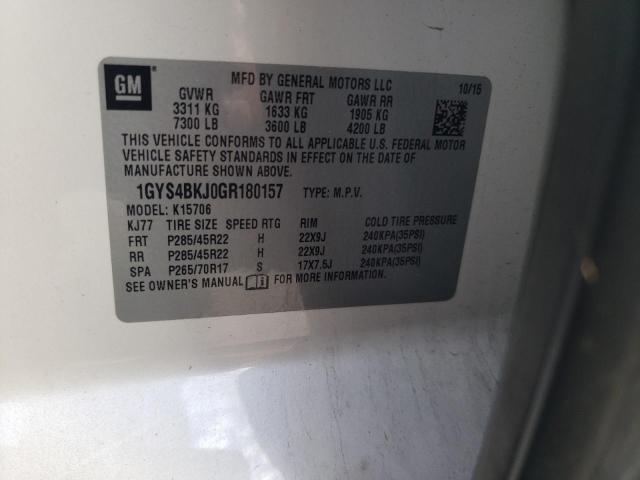 GM
MFD BY GENERAL MOTORS LLC 10/15
GVWR GAWR FRT GAWR RR
3311 KG 1633 KG 1905 KG
7300 LB 3600 LB 4200 LB
THIS VEHICLE CONFORMS TO ALL APPLICABLE U.S. FEDERAL MOTOR
VEHICLE SAFETY STANDARDS IN EFFECT ON THE DATE OF
MANUFACTURE SHOWN ABOVE.
1GYS4BKJ0GR180157 TYPE: M.P.V.
MODEL: K15706
KJ77 TIRE SIZE SPEED RTG RIM COLD TIRE PRESSURE
FRT P285/45R22 H 22X9J 240KPA(35PSI)
RR P285/45R22 H 22X9J 240KPA(35PSI)
SPA P265/70R17 S 17X7.5J 240KPA(35PSI)
SEE OWNER'S MANUAL FOR MORE INFORMATION.